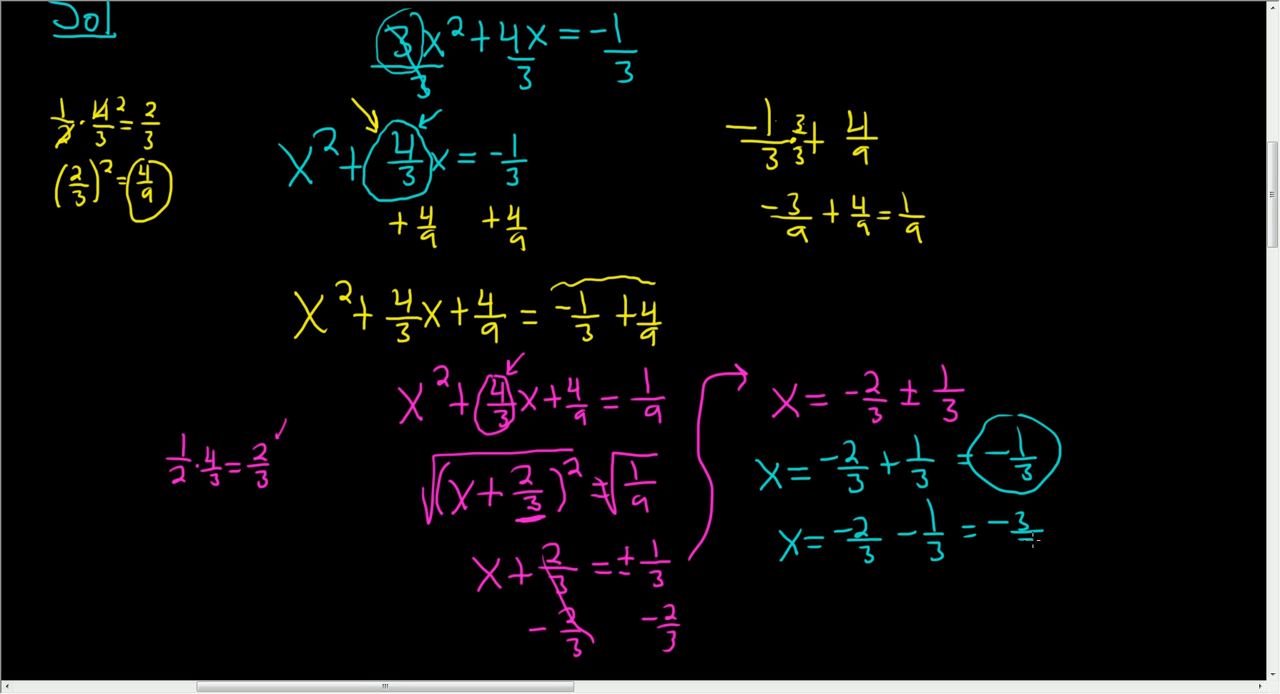 Sol
3x² + 4x = -1
3 3 3
1/2 · 4/3 ² = 2/3
(2/3)² = 4/9
x² + 4/3 x = -1/3
+ 4/9 + 4/9
x² + 4/3 x + 4/9 = -1/3 + 4/9
-1/3 · 3/3 + 4/9
-3/9 + 4/9 = 1/9
x² + 4/3 x + 4/9 = 1/9
1/2 · 4/3 = 2/3 ✓
√(x + 2/3)² = ±√1/9
x + 2/3 = ± 1/3
- 2/3 - 2/3
x = -2/3 ± 1/3
x = -2/3 + 1/3 = -1/3
x = -2/3 - 1/3 = -3/